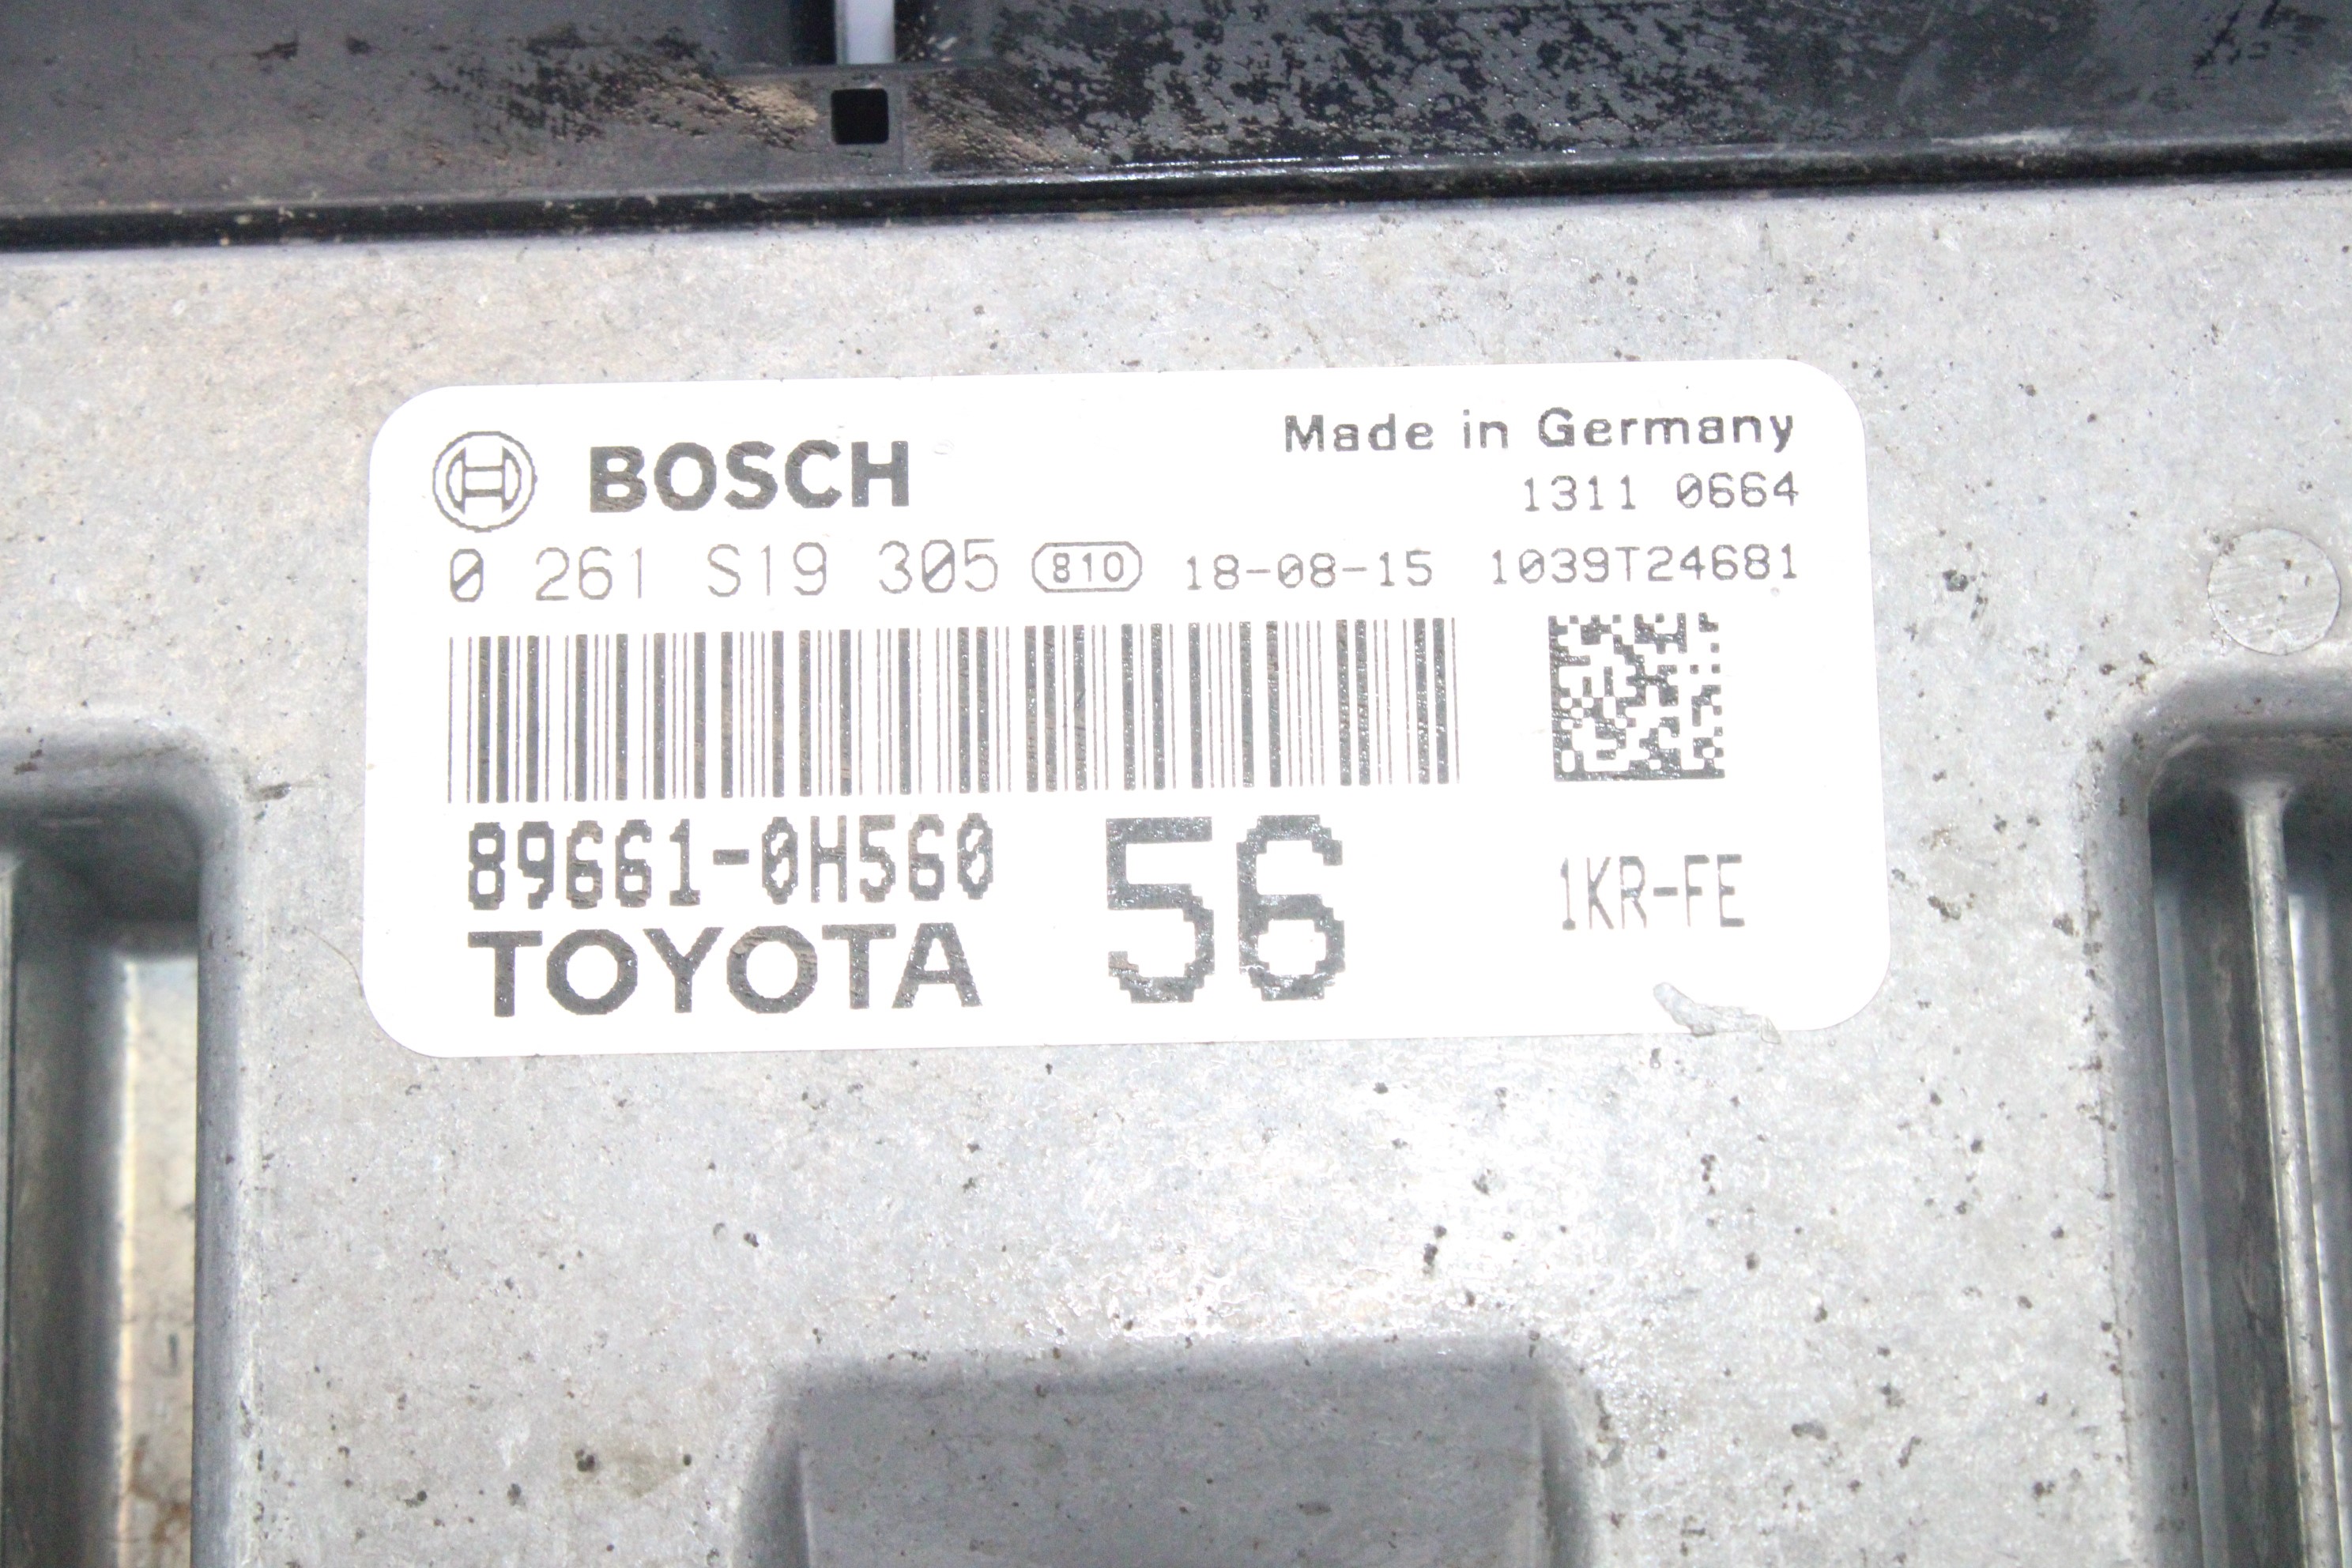 BOSCH
Made in Germany
1311 0664
0 261 S19 305 810 18-08-15 1039T24681
89661-0H560
TOYOTA
56
1KR-FE